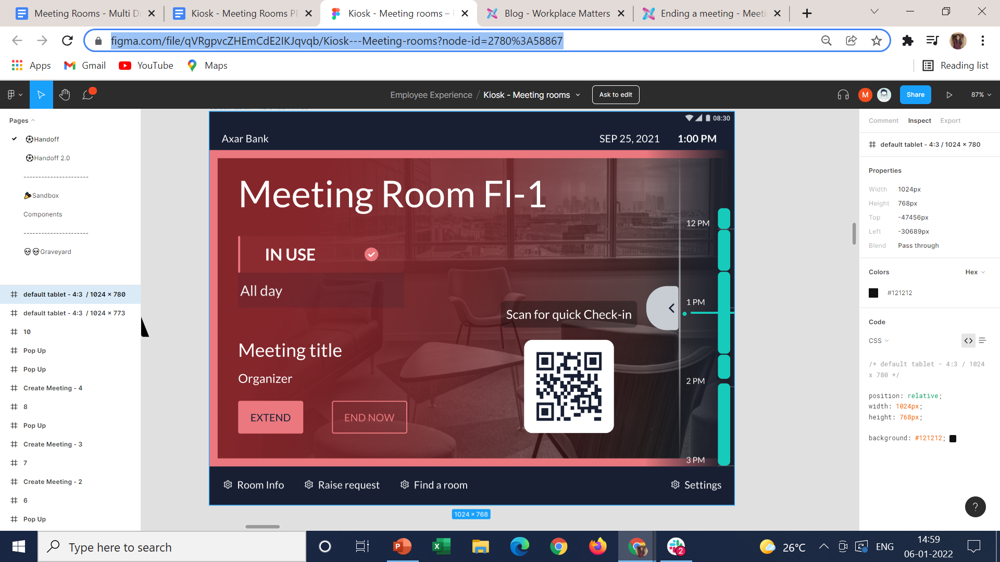 Meeting Rooms - Multi Do
Kiosk - Meeting Rooms P
Kiosk - Meeting rooms –
Blog - Workplace Matters
Ending a meeting - Meeti
figma.com/file/qVRgpvcZHEmCdE2IKJqvqb/Kiosk---Meeting-rooms?node-id=2780%3A58867
Apps
Gmail
YouTube
Maps
Reading list
Employee Experience / Kiosk - Meeting rooms
Ask to edit
M
Share
87%
Pages
Handoff
Handoff 2.0
----------------------
Sandbox
Components
----------------------
Graveyard
default tablet - 4:3 / 1024 × 780
default tablet - 4:3 / 1024 × 773
10
Pop Up
Pop Up
Create Meeting - 4
8
Pop Up
Create Meeting - 3
7
Create Meeting - 2
6
Pop Up
08:30
Axar Bank
SEP 25, 2021
1:00 PM
Meeting Room Fl-1
IN USE
All day
Scan for quick Check-in
Meeting title
Organizer
EXTEND
END NOW
12 PM
1 PM
2 PM
3 PM
Room Info
Raise request
Find a room
Settings
1024 × 768
Comment
Inspect
Export
default tablet - 4:3 / 1024 × 780
Properties
Width 1024px
Height 768px
Top -47456px
Left -30689px
Blend Pass through
Colors
Hex
#121212
Code
CSS
/* default tablet - 4:3 / 1024
x 780 */
position: relative;
width: 1024px;
height: 768px;
background: #121212;
?
Type here to search
2
26°C
ENG
14:59
06-01-2022